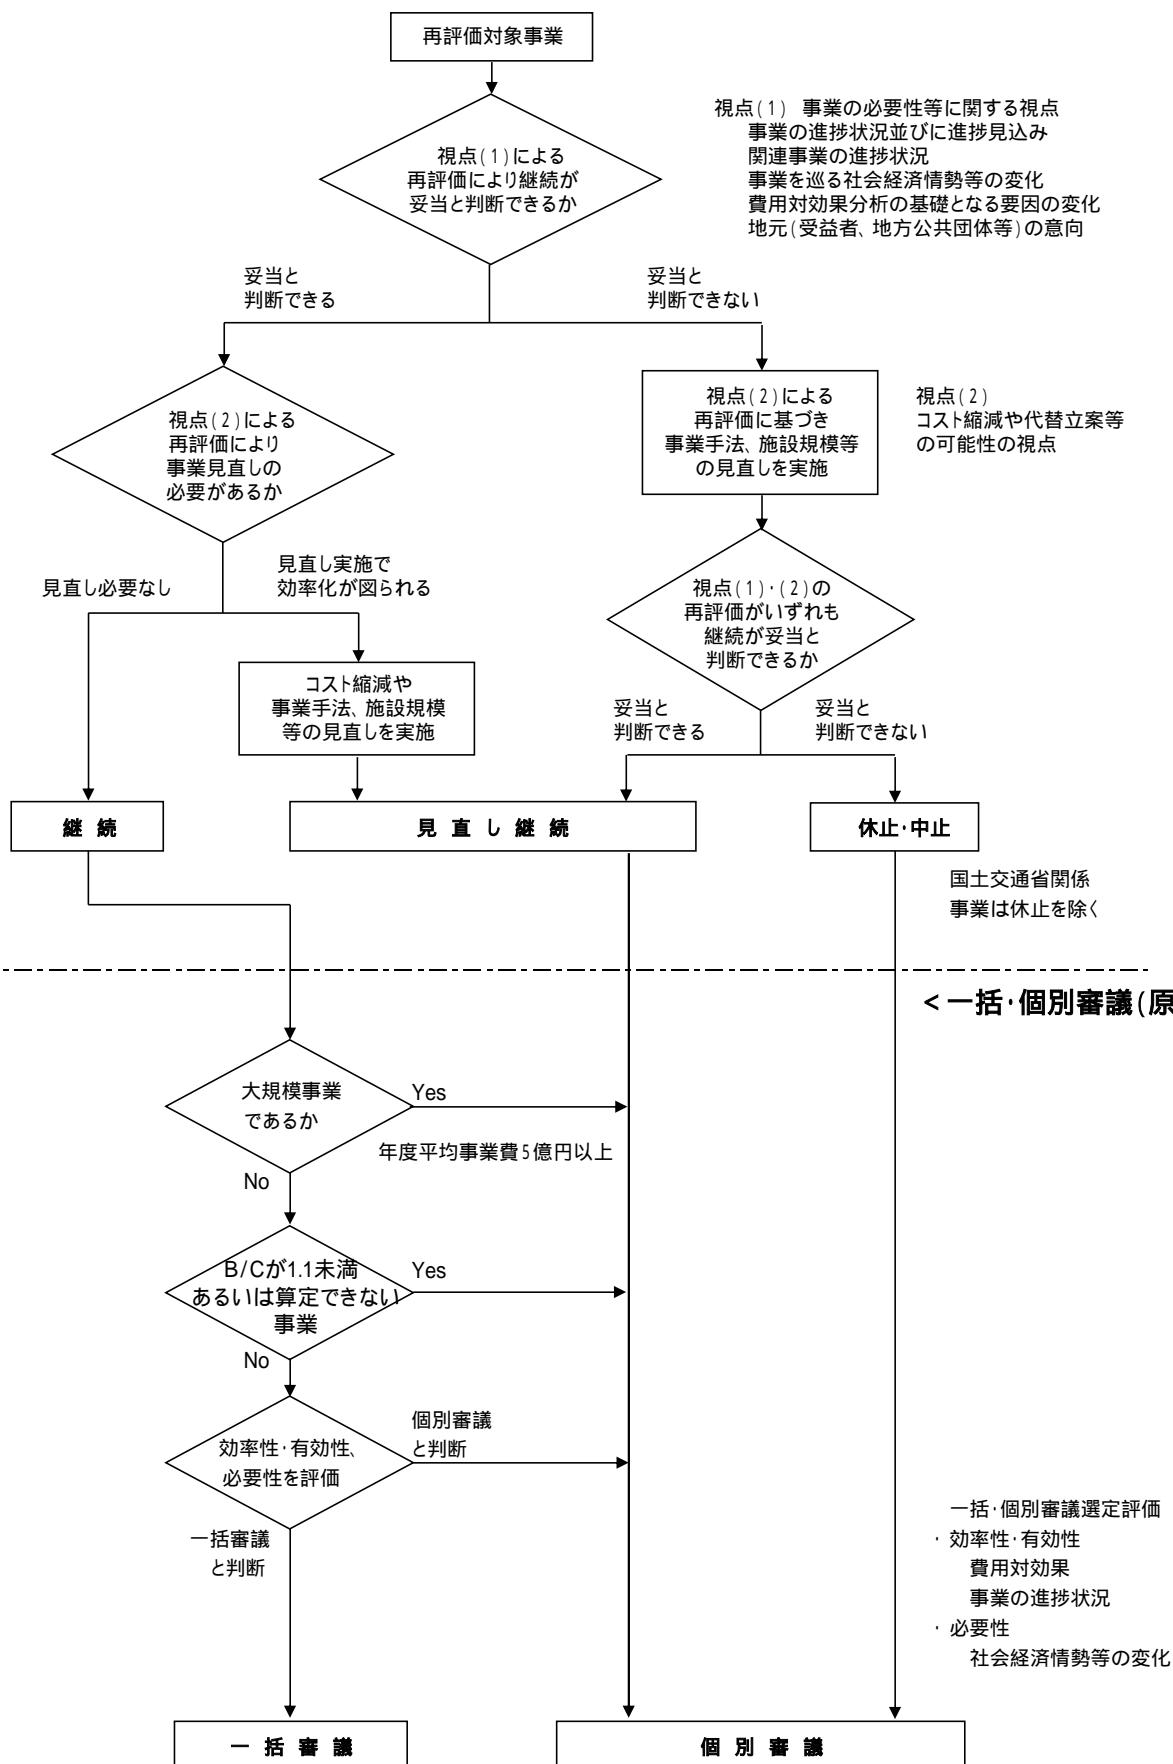 再評価対象事業
視点(1)による
再評価により継続が
妥当と判断できるか
視点(1) 事業の必要性等に関する視点
事業の進捗状況並びに進捗見込み
関連事業の進捗状況
事業を巡る社会経済情勢等の変化
費用対効果分析の基礎となる要因の変化
地元(受益者、地方公共団体等)の意向
妥当と
判断できる
妥当と
判断できない
視点(2)による
再評価により
事業見直しの
必要があるか
視点(2)による
再評価に基づき
事業手法、施設規模等
の見直しを実施
視点(2)
コスト縮減や代替立案等
の可能性の視点
見直し必要なし
見直し実施で
効率化が図られる
視点(1)・(2)の
再評価がいずれも
継続が妥当と
判断できるか
コスト縮減や
事業手法、施設規模
等の見直しを実施
妥当と
判断できる
妥当と
判断できない
継 続
見 直 し 継 続
休止・中止
国土交通省関係
事業は休止を除く
<一括・個別審議(原
大規模事業
であるか
Yes
年度平均事業費5億円以上
No
B/Cが1.1未満
あるいは算定できない
事業
Yes
No
効率性・有効性、
必要性を評価
個別審議
と判断
一括審議
と判断
一括・個別審議選定評価
・効率性・有効性
費用対効果
事業の進捗状況
・必要性
社会経済情勢等の変化
一 括 審 議
個 別 審 議